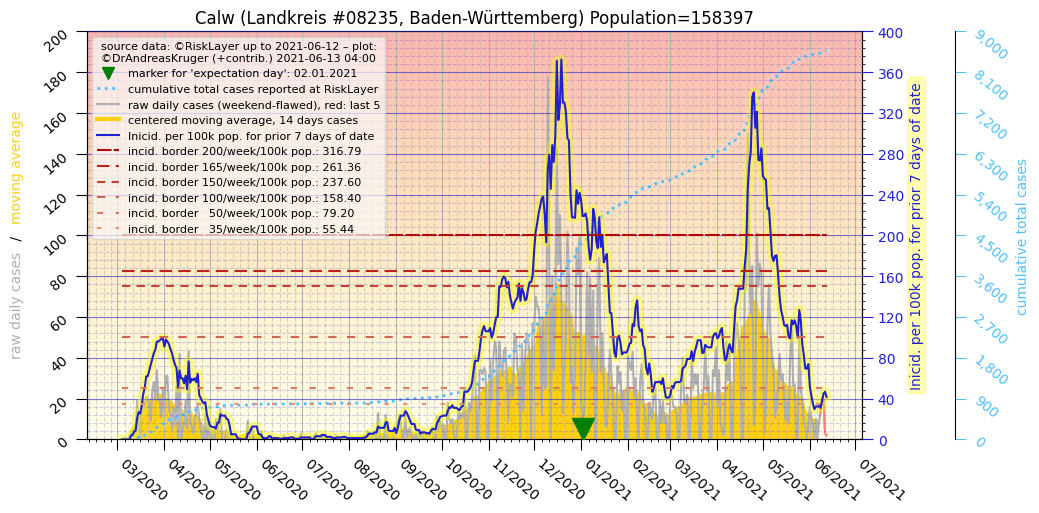 Calw (Landkreis #08235, Baden-Württemberg) Population=158397
source data: ©RiskLayer up to 2021-06-12 – plot:
©DrAndreasKruger (+contrib.) 2021-06-13 04:00
marker for 'expectation day': 02.01.2021
cumulative total cases reported at RiskLayer
raw daily cases (weekend-flawed), red: last 5
centered moving average, 14 days cases
Inicid. per 100k pop. for prior 7 days of date
incid. border 200/week/100k pop.: 316.79
incid. border 165/week/100k pop.: 261.36
incid. border 150/week/100k pop.: 237.60
incid. border 100/week/100k pop.: 158.40
incid. border   50/week/100k pop.: 79.20
incid. border   35/week/100k pop.: 55.44
raw daily cases / moving average
200
180
160
140
120
100
80
60
40
20
0
400
360
320
280
240
200
160
120
80
40
0
Inicid. per 100k pop. for prior 7 days of date
9,000
8,100
7,200
6,300
5,400
4,500
3,600
2,700
1,800
900
0
cumulative total cases
03/2020
04/2020
05/2020
06/2020
07/2020
08/2020
09/2020
10/2020
11/2020
12/2020
01/2021
02/2021
03/2021
04/2021
05/2021
06/2021
07/2021